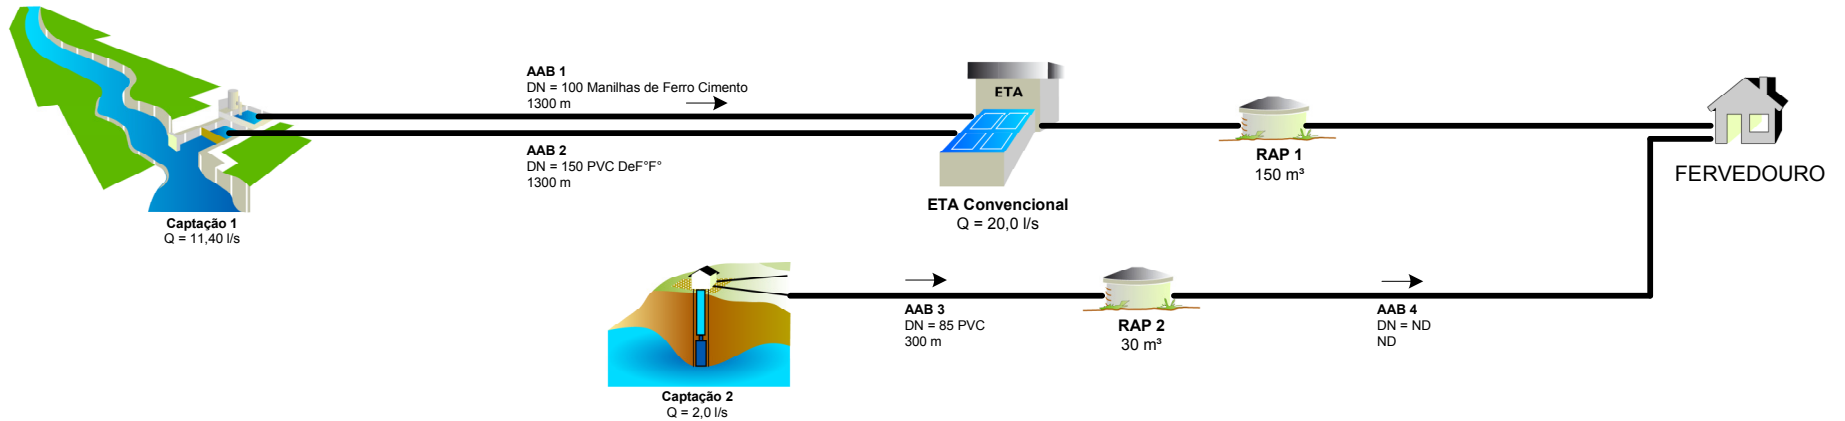 AAB 1
DN = 100 Manilhas de Ferro Cimento
1300 m
AAB 2
DN = 150 PVC DeF°F°
1300 m
Captação 1
Q = 11,40 l/s
ETA
ETA Convencional
Q = 20,0 l/s
RAP 1
150 m³
FERVEDOURO
Captação 2
Q = 2,0 l/s
AAB 3
DN = 85 PVC
300 m
RAP 2
30 m³
AAB 4
DN = ND
ND